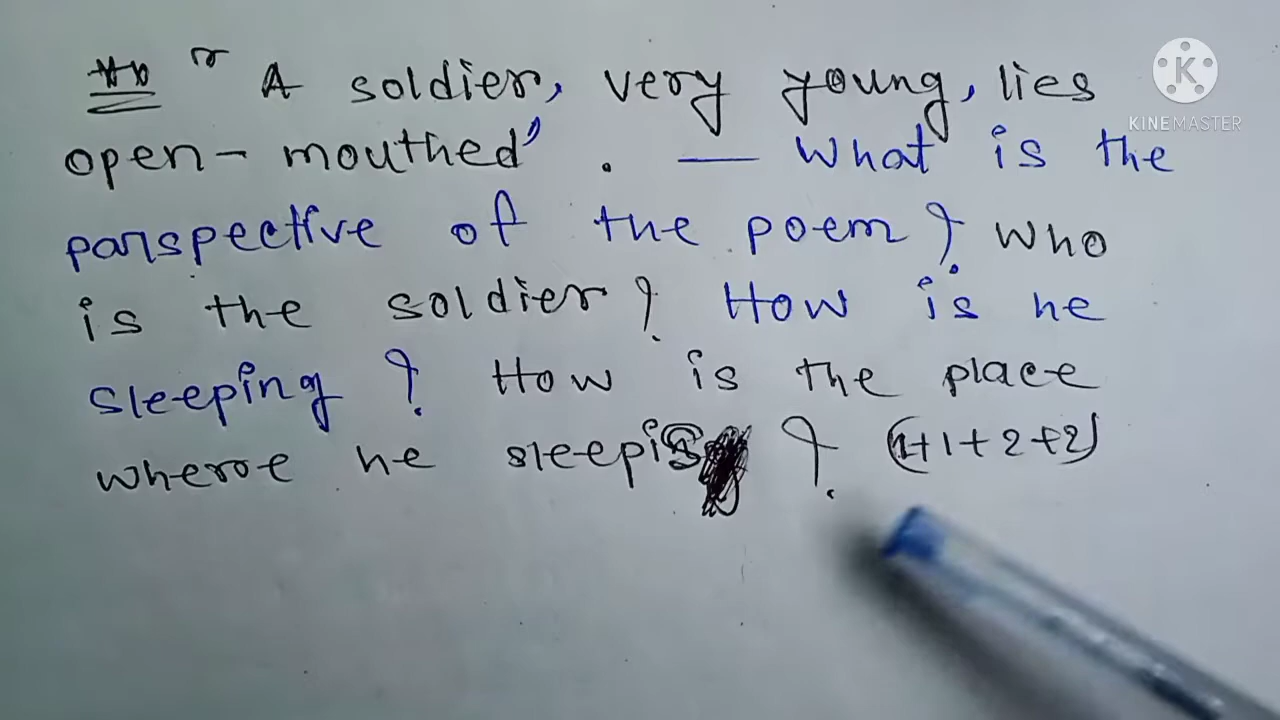 ** " A soldier, very young, lies
open-mouthed". — What is the
parspective of the poem? Who
is the soldier? How is he
sleeping? How is the place
where he sleeping? (1+1+2+2)
K
KINEMASTER